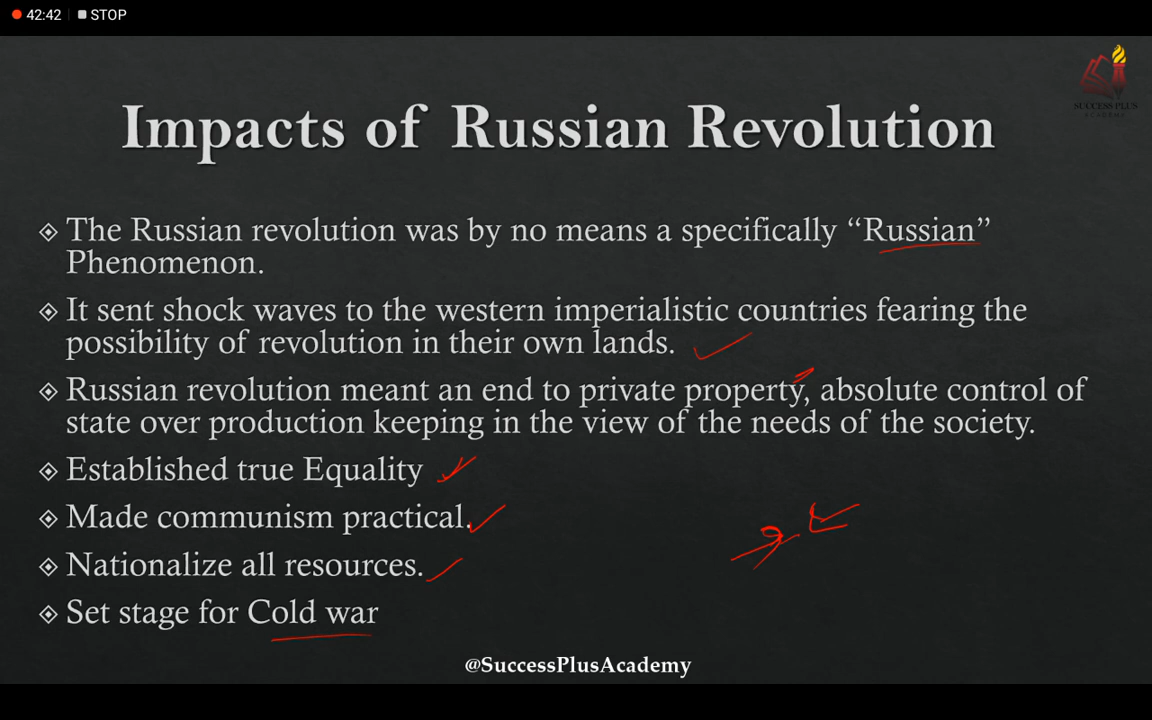 42:42 STOP
SUCCESS PLUS
ACADEMY
Impacts of Russian Revolution
The Russian revolution was by no means a specifically “Russian”
Phenomenon.
It sent shock waves to the western imperialistic countries fearing the
possibility of revolution in their own lands.
Russian revolution meant an end to private property, absolute control of
state over production keeping in the view of the needs of the society.
Established true Equality
Made communism practical.
Nationalize all resources.
Set stage for Cold war
@SuccessPlusAcademy